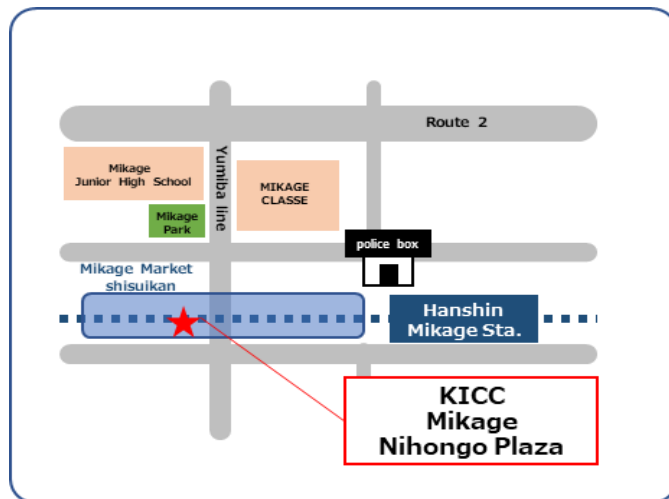 Route 2
Mikage
Junior High School
Yumiba line
MIKAGE
CLASSE
Mikage
Park
police box
Mikage Market
shisuikan
Hanshin
Mikage Sta.
KICC
Mikage
Nihongo Plaza